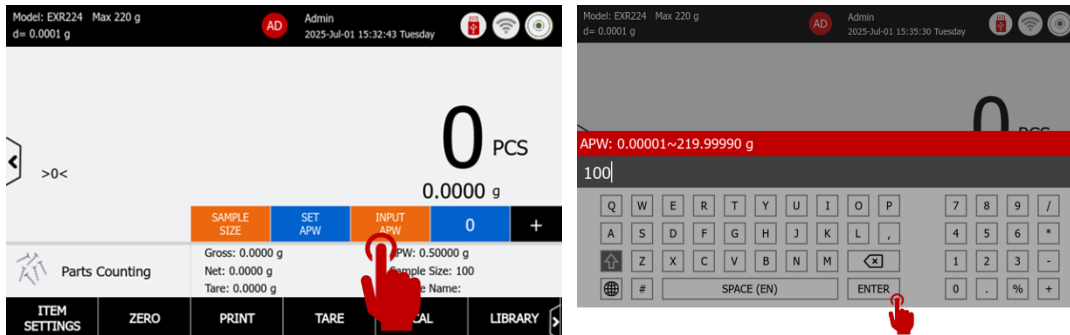 Model: EXR224 Max 220 g
d= 0.0001 g
AD
Admin
2025-Jul-01 15:32:43 Tuesday
0 PCS
>0<
0.0000 g
SAMPLE
SIZE
SET
APW
INPUT
APW
0
+
Parts Counting
Gross: 0.0000 g
Net: 0.0000 g
Tare: 0.0000 g
APW: 0.50000 g
Sample Size: 100
Name:
ITEM
SETTINGS
ZERO
PRINT
TARE
LIBRARY
Model: EXR224 Max 220 g
d= 0.0001 g
AD
Admin
2025-Jul-01 15:35:30 Tuesday
0 PCS
APW: 0.00001~219.99990 g
100
Q W E R T Y U I O P 7 8 9 /
A S D F G H J K L , 4 5 6 *
Z X C V B N M 1 2 3 -
# SPACE (EN) ENTER 0 . % +